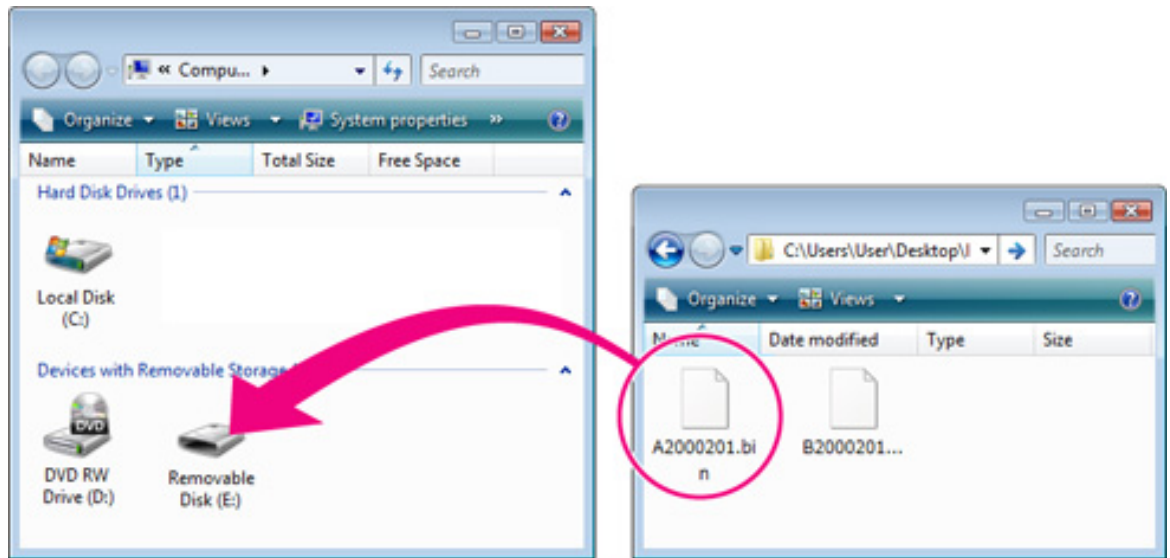 « Compu... Search
Organize Views System properties »
Name Type Total Size Free Space
Hard Disk Drives (1)
Local Disk
(C:)
Devices with Removable
DVD
DVD RW
Drive (D:)
Removable
Disk (E:)
C:\Users\User\Desktop\ Search
Organize Views
Date modified Type Size
A2000201.bi
n
B2000201...